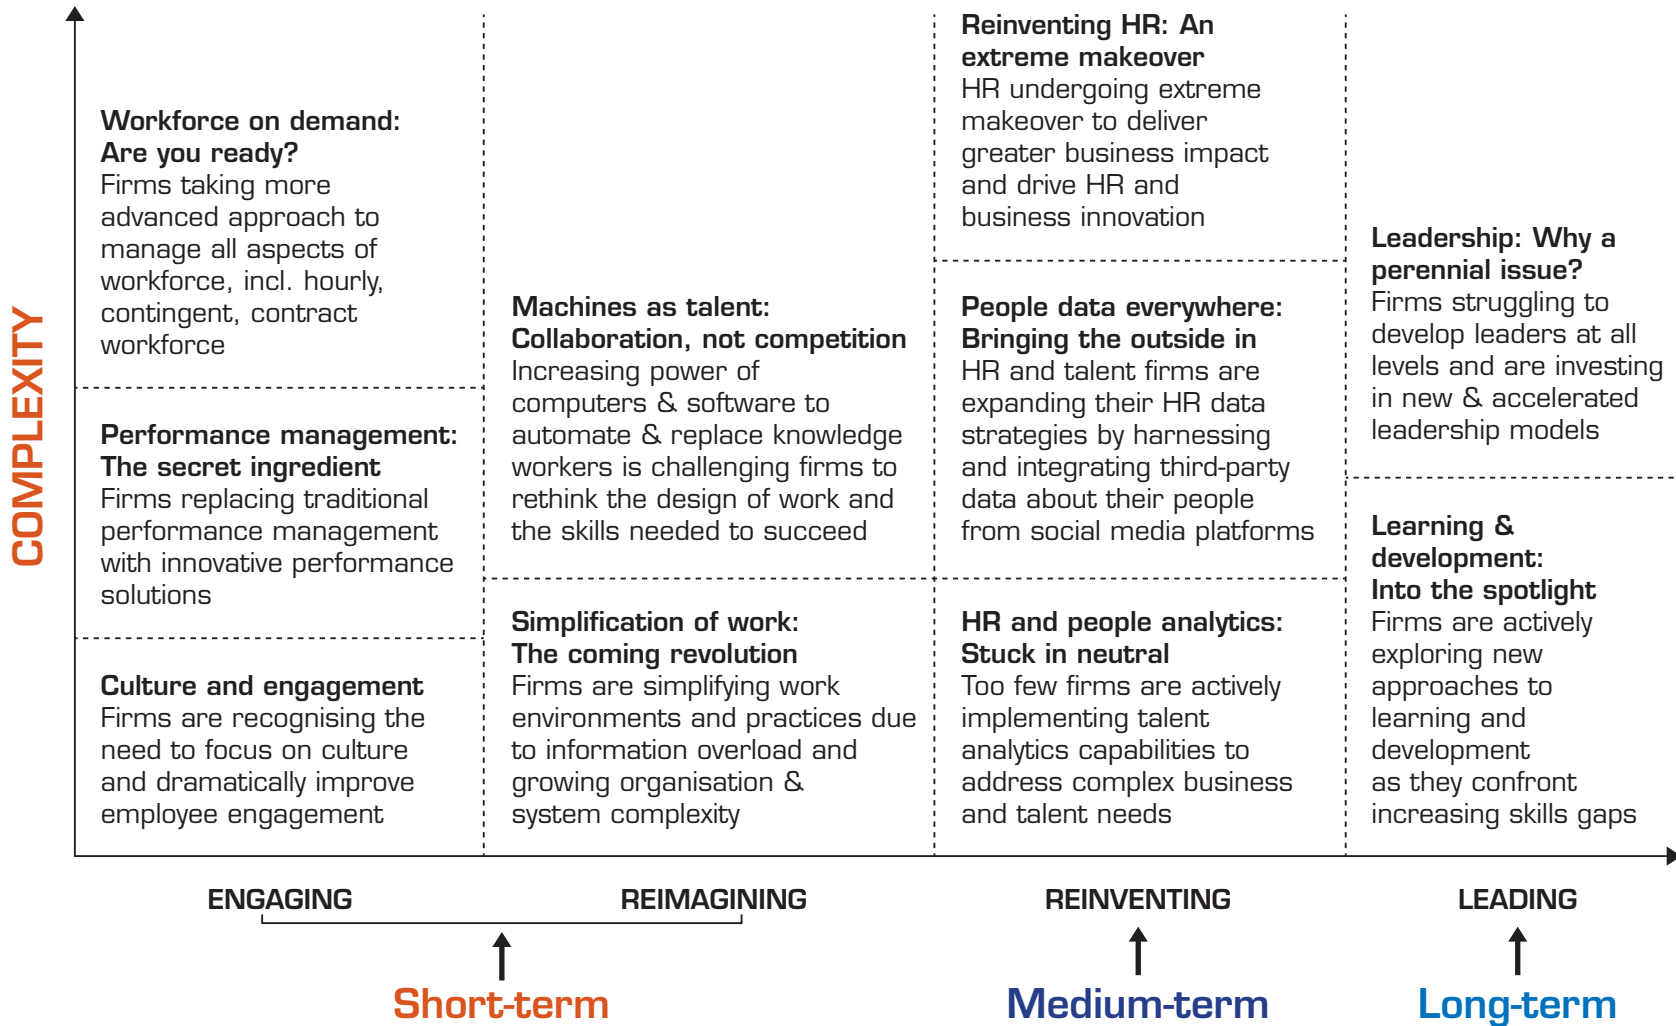 COMPLEXITY
Workforce on demand:
Are you ready?
Firms taking more
advanced approach to
manage all aspects of
workforce, incl. hourly,
contingent, contract
workforce
Performance management:
The secret ingredient
Firms replacing traditional
performance management
with innovative performance
solutions
Culture and engagement
Firms are recognising the
need to focus on culture
and dramatically improve
employee engagement
Machines as talent:
Collaboration, not competition
Increasing power of
computers & software to
automate & replace knowledge
workers is challenging firms to
rethink the design of work and
the skills needed to succeed
Simplification of work:
The coming revolution
Firms are simplifying work
environments and practices due
to information overload and
growing organisation &
system complexity
Reinventing HR: An
extreme makeover
HR undergoing extreme
makeover to deliver
greater business impact
and drive HR and
business innovation
People data everywhere:
Bringing the outside in
HR and talent firms are
expanding their HR data
strategies by harnessing
and integrating third-party
data about their people
from social media platforms
HR and people analytics:
Stuck in neutral
Too few firms are actively
implementing talent
analytics capabilities to
address complex business
and talent needs
Leadership: Why a
perennial issue?
Firms struggling to
develop leaders at all
levels and are investing
in new & accelerated
leadership models
Learning &
development:
Into the spotlight
Firms are actively
exploring new
approaches to
learning and
development
as they confront
increasing skills gaps
ENGAGING
REIMAGINING
REINVENTING
LEADING
Short-term
Medium-term
Long-term